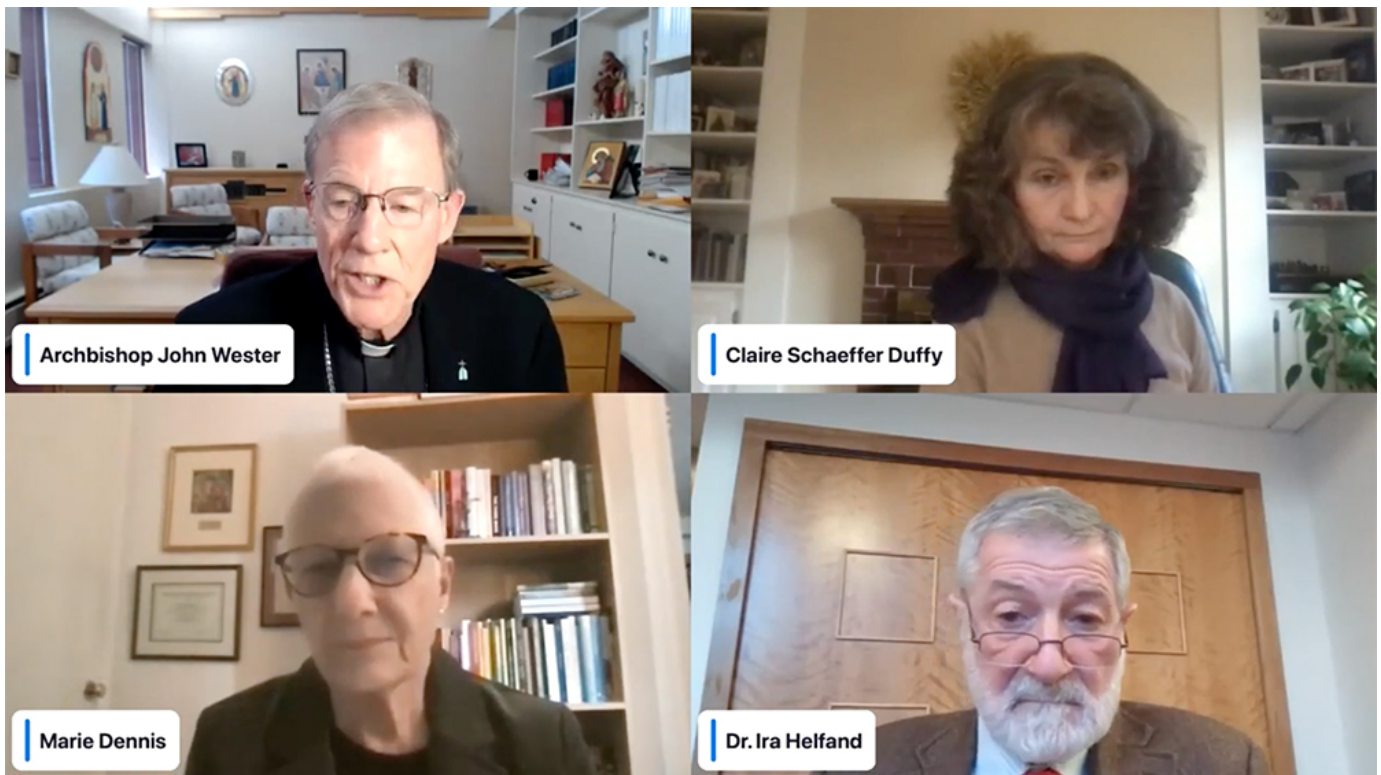 Archbishop John Wester
Claire Schaeffer Duffy
Marie Dennis
Dr. Ira Helfand